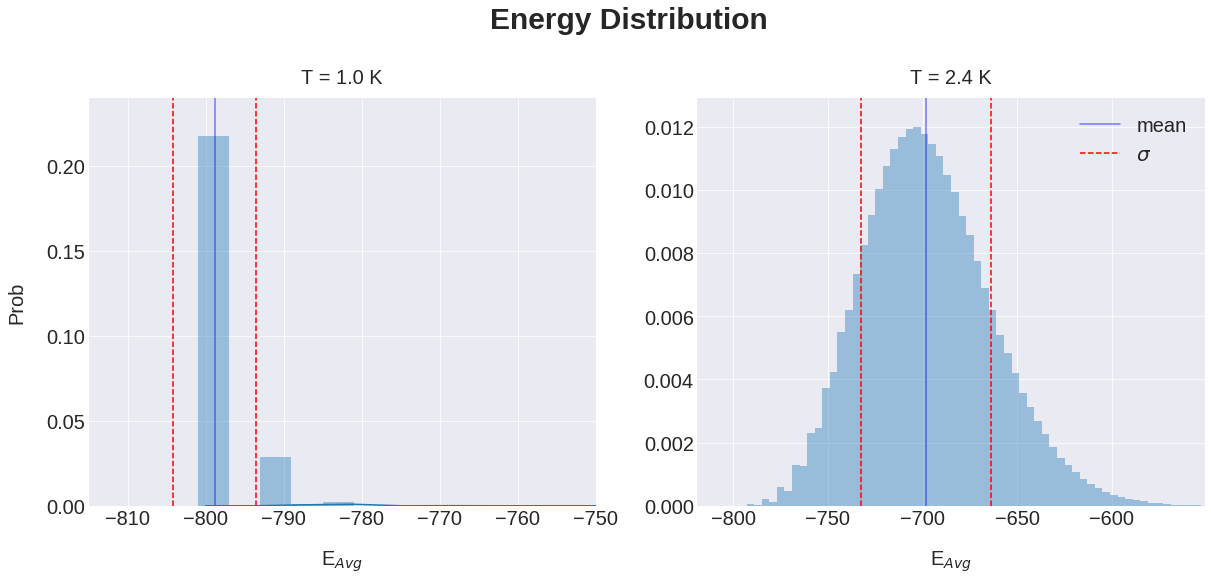 Energy Distribution
T = 1.0 K
Prob
0.20
0.15
0.10
0.05
0.00
−810 −800 −790 −780 −770 −760 −750
E_{Avg}
T = 2.4 K
mean
σ
0.012
0.010
0.008
0.006
0.004
0.002
0.000
−800 −750 −700 −650 −600
E_{Avg}